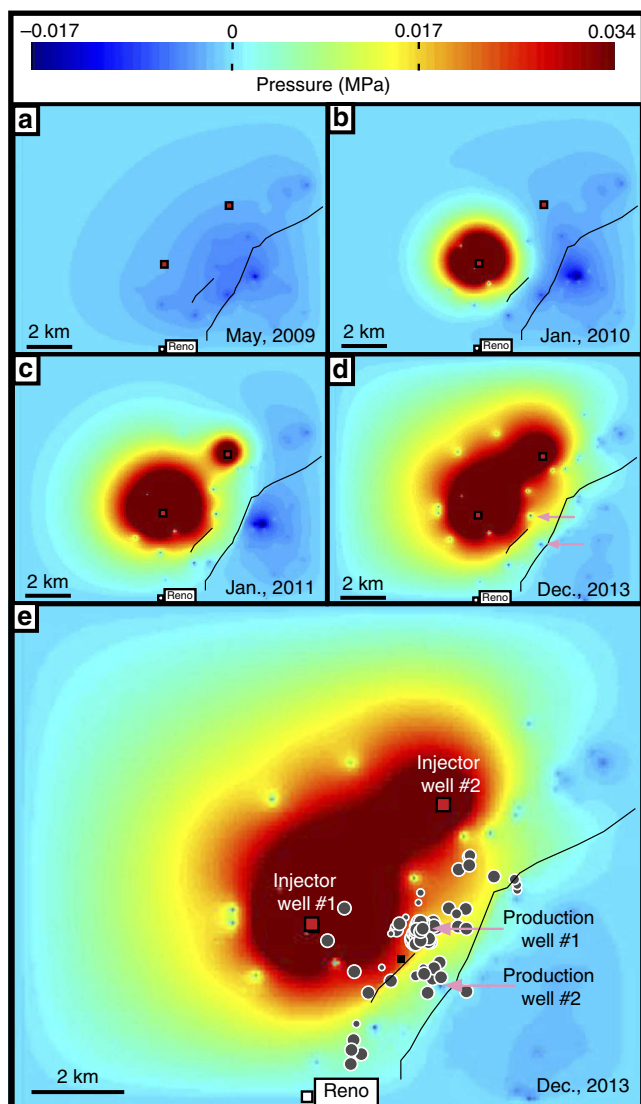 −0.017 0 0.017 0.034
Pressure (MPa)
a
2 km
Reno
May, 2009
b
2 km
Reno
Jan., 2010
c
2 km
Reno
Jan., 2011
d
2 km
Reno
Dec., 2013
e
Injector
well #2
Injector
well #1
Production
well #1
Production
well #2
2 km
Reno
Dec., 2013